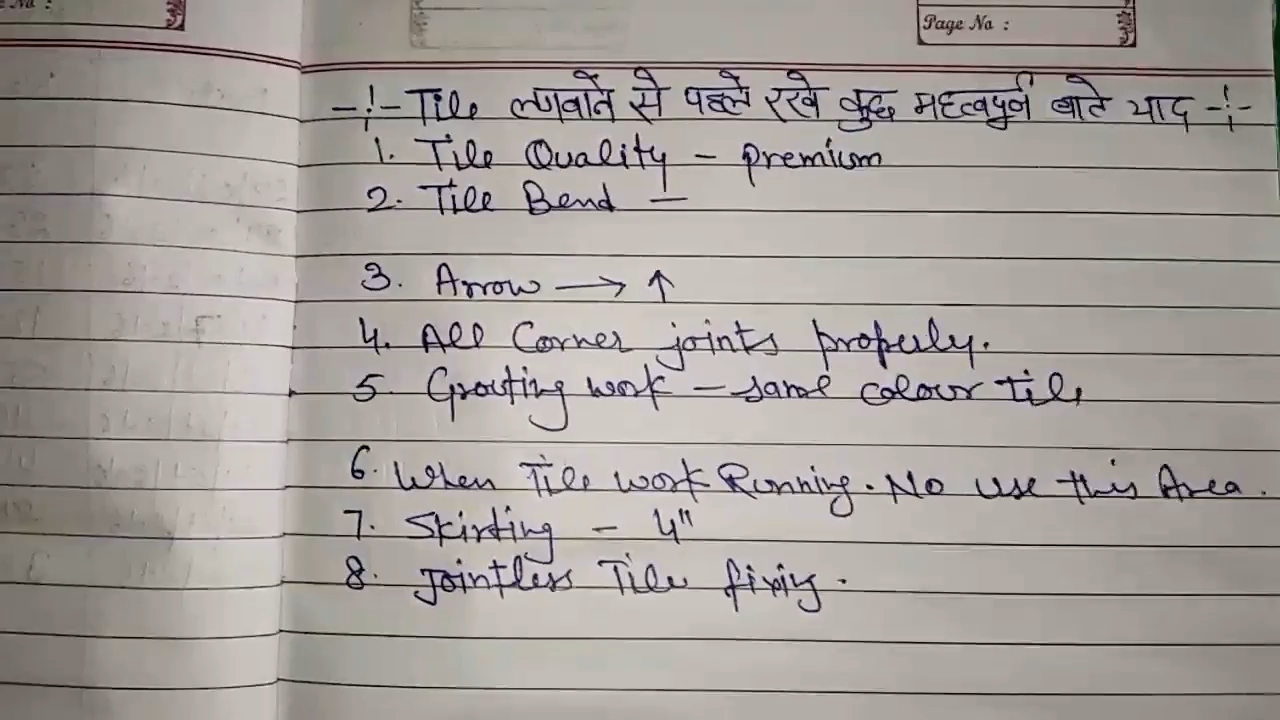 No :
Page No :
-!- Tile लगवाने से पहले रखे कुछ महत्वपुर्न बाते याद -!-
1. Tile Quality - premium
2. Tile Bend -
3. Arrow → ↑
4. All Corner joints properly.
5. Grouting work - same colour tile
6. When Tile work Running. No use this Area.
7. Skirting - 4"
8. Jointless Tile fixing.